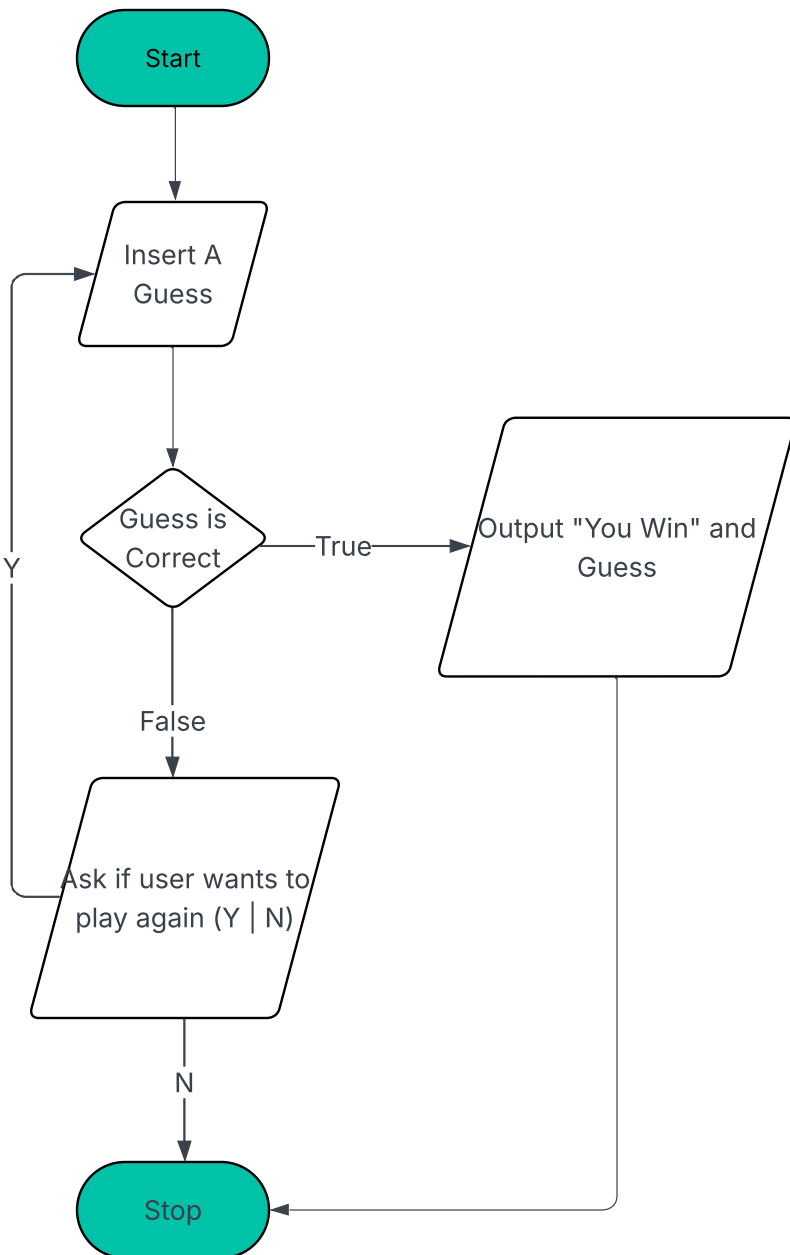 Start
Insert A
Guess
Guess is
Correct
True
Output "You Win" and
Guess
Y
False
Ask if user wants to
play again (Y | N)
N
Stop